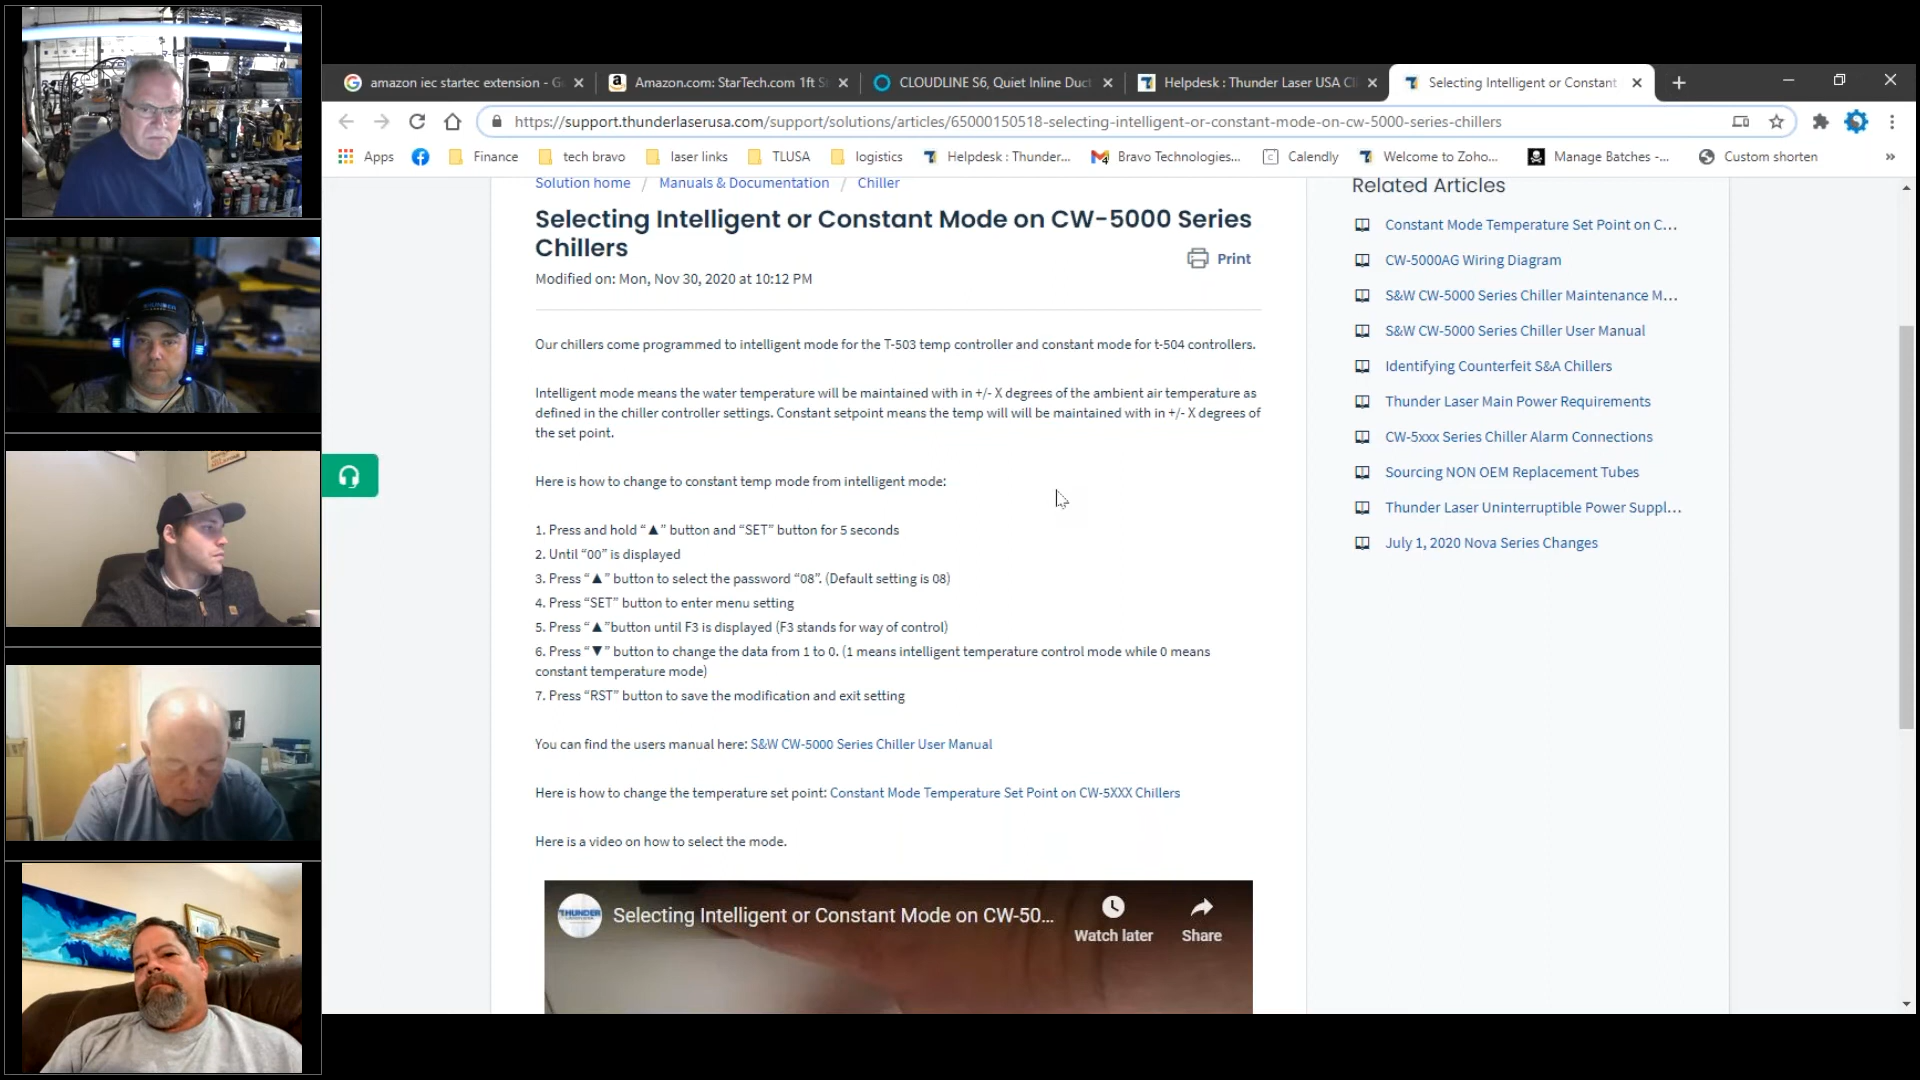 amazon iec startec extension - G
Amazon.com: StarTech.com 1ft S
CLOUDLINE S6, Quiet Inline Duct
Helpdesk : Thunder Laser USA Cl
Selecting Intelligent or Constant
https://support.thunderlaserusa.com/support/solutions/articles/65000150518-selecting-intelligent-or-constant-mode-on-cw-5000-series-chillers
Apps
Finance
tech bravo
laser links
TLUSA
logistics
Helpdesk : Thunder...
Bravo Technologies...
Calendly
Welcome to Zoho...
Manage Batches -...
Custom shorten
»
Solution home / Manuals & Documentation / Chiller
Selecting Intelligent or Constant Mode on CW-5000 Series
Chillers
Print
Modified on: Mon, Nov 30, 2020 at 10:12 PM
Our chillers come programmed to intelligent mode for the T-503 temp controller and constant mode for t-504 controllers.
Intelligent mode means the water temperature will be maintained with in +/- X degrees of the ambient air temperature as
defined in the chiller controller settings. Constant setpoint means the temp will will be maintained with in +/- X degrees of
the set point.
Here is how to change to constant temp mode from intelligent mode:
1. Press and hold “▲” button and “SET” button for 5 seconds
2. Until “00” is displayed
3. Press “▲” button to select the password “08”. (Default setting is 08)
4. Press “SET” button to enter menu setting
5. Press “▲”button until F3 is displayed (F3 stands for way of control)
6. Press “▼” button to change the data from 1 to 0. (1 means intelligent temperature control mode while 0 means
constant temperature mode)
7. Press “RST” button to save the modification and exit setting
You can find the users manual here: S&W CW-5000 Series Chiller User Manual
Here is how to change the temperature set point: Constant Mode Temperature Set Point on CW-5XXX Chillers
Here is a video on how to select the mode.
THUNDER
Selecting Intelligent or Constant Mode on CW-50...
Watch later
Share
Related Articles
Constant Mode Temperature Set Point on C...
CW-5000AG Wiring Diagram
S&W CW-5000 Series Chiller Maintenance M...
S&W CW-5000 Series Chiller User Manual
Identifying Counterfeit S&A Chillers
Thunder Laser Main Power Requirements
CW-5xxx Series Chiller Alarm Connections
Sourcing NON OEM Replacement Tubes
Thunder Laser Uninterruptible Power Suppl...
July 1, 2020 Nova Series Changes